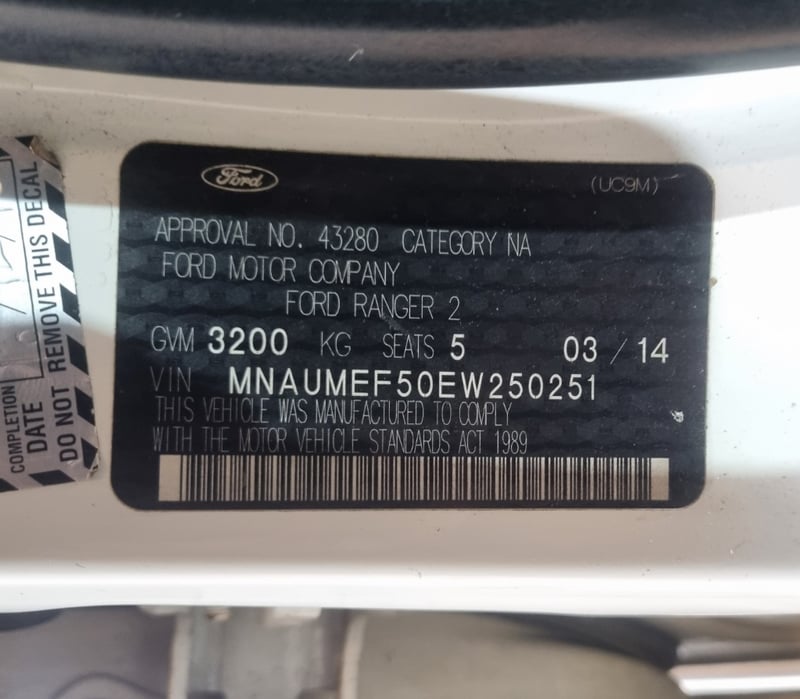 Ford
(UC9M)
APPROVAL NO. 43280 CATEGORY NA
FORD MOTOR COMPANY
FORD RANGER 2
GVM 3200 KG SEATS 5 03 / 14
VIN MNAUMEF50EW250251
THIS VEHICLE WAS MANUFACTURED TO COMPLY
WITH THE MOTOR VEHICLE STANDARDS ACT 1989
COMPLETION
DATE
DO NOT REMOVE THIS DECAL